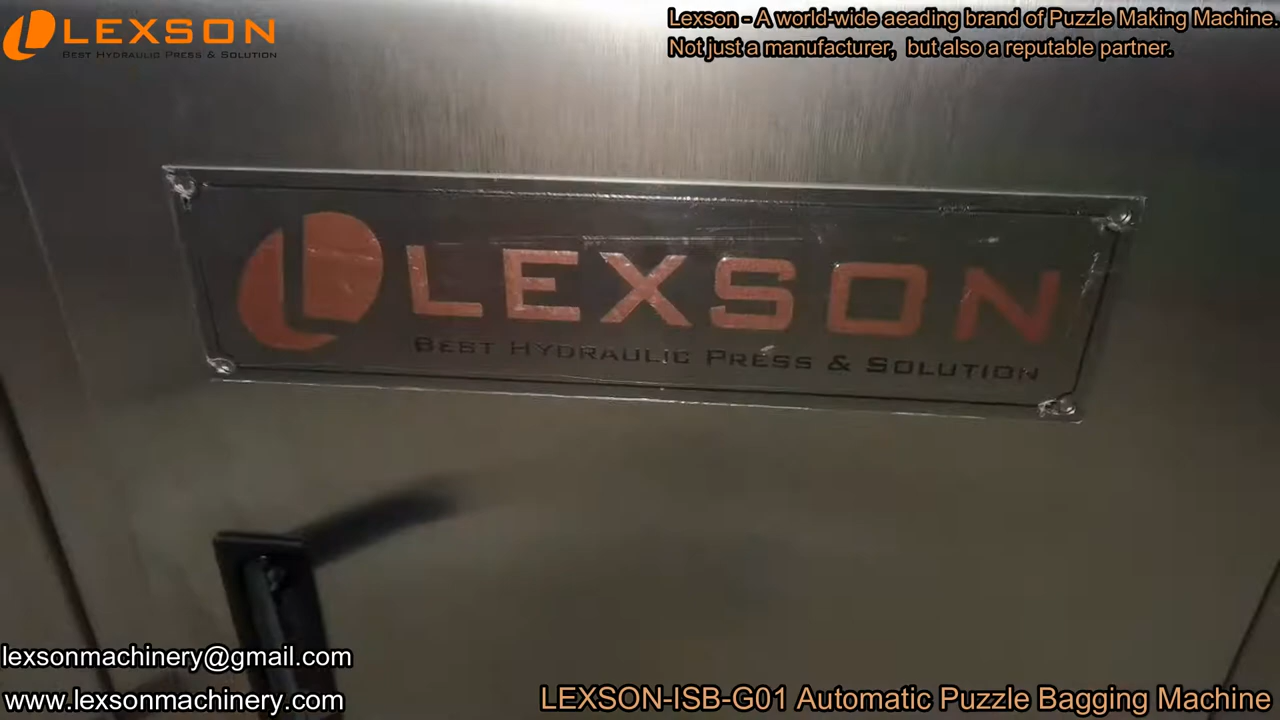 LEXSON
BEST HYDRAULIC PRESS & SOLUTION
Lexson - A world-wide aeading brand of Puzzle Making Machine.
Not just a manufacturer, but also a reputable partner.
LEXSON
BEST HYDRAULIC PRESS & SOLUTION
lexsonmachinery@gmail.com
www.lexsonmachinery.com
LEXSON-ISB-G01 Automatic Puzzle Bagging Machine